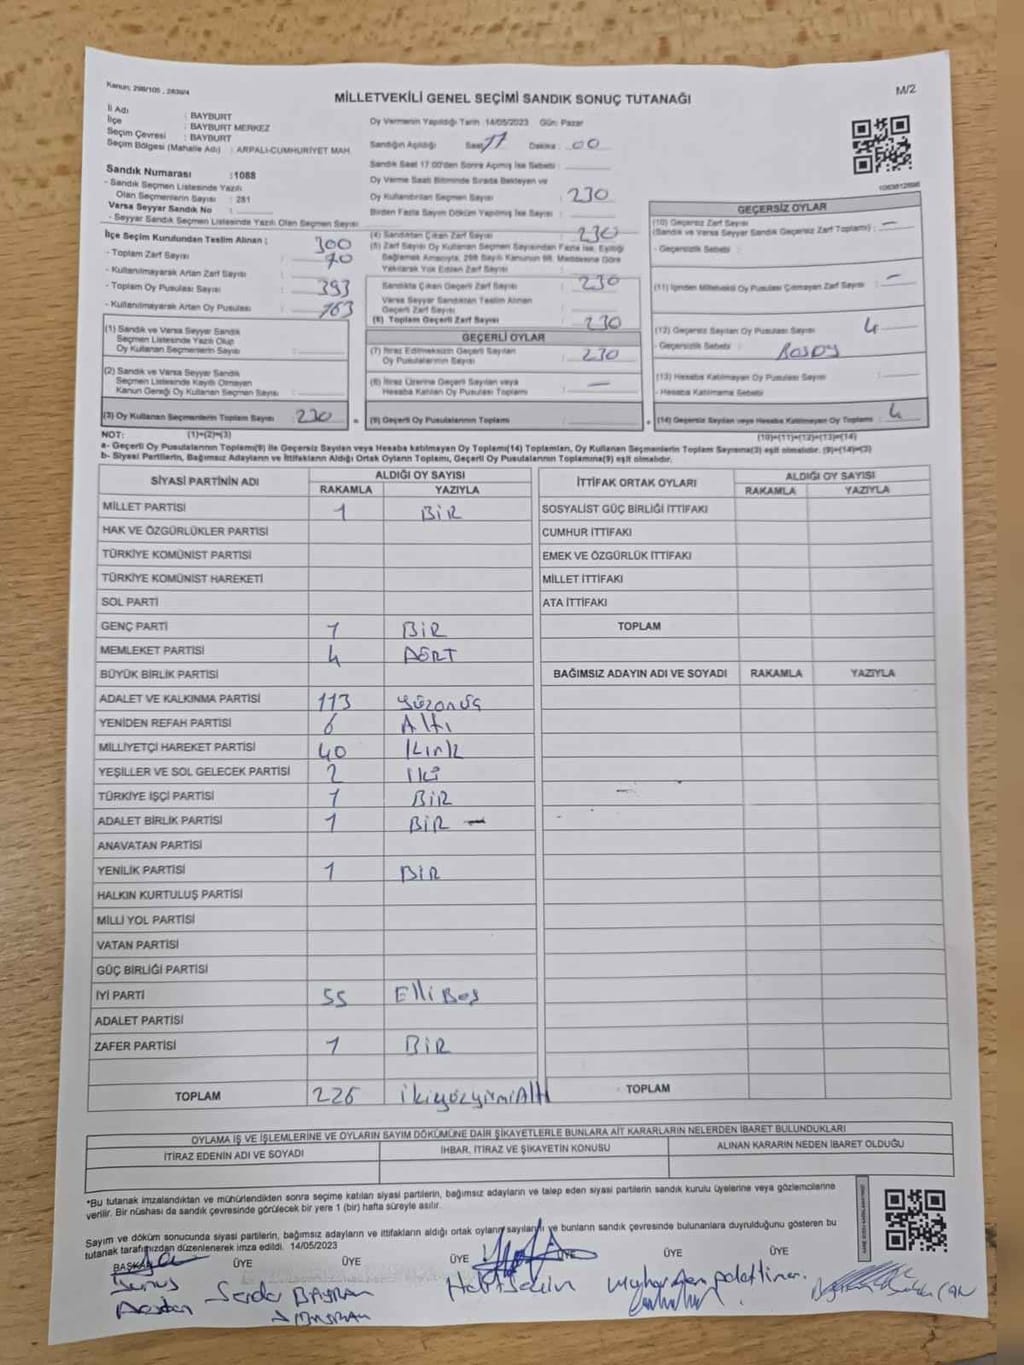 Kanun; 298/105 , 2839/4
M/2
MİLLETVEKİLİ GENEL SEÇİMİ SANDIK SONUÇ TUTANAĞI
İl Adı : BAYBURT
İlçe : BAYBURT MERKEZ
Seçim Çevresi : BAYBURT
Seçim Bölgesi (Mahalle Adı) : ARPALI-CUMHURİYET MAH.
Oy Vermenin Yapıldığı Tarih 14/05/2023 Gün: Pazar
Sandığın Açıldığı Saat 17 Dakika : 00
Sandık Saat 17:00'den Sonra Açılmış İse Sebebi :
Oy Verme Saati Bitiminde Sırada Bekleyen ve
Oy Kullandırılan Seçmen Sayısı : 230
Birden Fazla Sayım Döküm Yapılmış İse Sayısı :
Sandık Numarası : 1088
- Sandık Seçmen Listesinde Yazılı
Olan Seçmenlerin Sayısı : 281
Varsa Seyyar Sandık No :
- Seyyar Sandık Seçmen Listesinde Yazılı Olan Seçmen Sayısı
İlçe Seçim Kurulundan Teslim Alınan ;
- Toplam Zarf Sayısı : 300
- Kullanılmayarak Artan Zarf Sayısı : 70
- Toplam Oy Pusulası Sayısı : 393
- Kullanılmayarak Artan Oy Pusulası : 163
(1) Sandık ve Varsa Seyyar Sandık
Seçmen Listesinde Yazılı Olup
Oy Kullanan Seçmenlerin Sayısı :
(2) Sandık ve Varsa Seyyar Sandık
Seçmen Listesinde Kayıtlı Olmayan
Kanun Gereği Oy Kullanan Seçmen Sayısı :
(3) Oy Kullanan Seçmenlerin Toplam Sayısı : 230
(4) Sandıktan Çıkan Zarf Sayısı : 230
(5) Zarf Sayısı Oy Kullanan Seçmen Sayısından Fazla İse, Eşitliği
Sağlamak Amacıyla, 298 Sayılı Kanunun 98. Maddesine Göre
Yakılarak Yok Edilen Zarf Sayısı :
Sandıkta Çıkan Geçerli Zarf Sayısı : 230
Varsa Seyyar Sandıktan Teslim Alınan
Geçerli Zarf Sayısı :
(6) Toplam Geçerli Zarf Sayısı : 230
GEÇERLİ OYLAR
(7) İtiraz Edilmeksizin Geçerli Sayılan
Oy Pusulalarının Sayısı : 230
(8) İtiraz Üzerine Geçerli Sayılan veya
Hesaba Katılan Oy Pusulası Toplamı : —
= (9) Geçerli Oy Pusulalarının Toplamı :
GEÇERSİZ OYLAR
(10) Geçersiz Zarf Sayısı
(Sandık ve Varsa Seyyar Sandık Geçersiz Zarf Toplamı) : —
- Geçersizlik Sebebi :
(11) İçinden Milletvekili Oy Pusulası Çıkmayan Zarf Sayısı : —
(12) Geçersiz Sayılan Oy Pusulası Sayısı : 4
- Geçersizlik Sebebi :
(13) Hesaba Katılmayan Oy Pusulası Sayısı :
- Hesaba Katılmama Sebebi
+ (14) Geçersiz Sayılan veya Hesaba Katılmayan Oy Toplamı : 4
NOT: (1)+(2)=(3)
(10)+(11)+(12)+(13)=(14)
a- Geçerli Oy Pusulalarının Toplamı(9) ile Geçersiz Sayılan veya Hesaba katılmayan Oy Toplamı(14) Toplamları, Oy Kullanan Seçmenlerin Toplam Sayısına(3) eşit olmalıdır. (9)+(14)=(3)
b- Siyasi Partilerin, Bağımsız Adayların ve İttifakların Aldığı Ortak Oyların Toplamı, Geçerli Oy Pusulalarının Toplamına(9) eşit olmalıdır.
SİYASİ PARTİNİN ADI ALDIĞI OY SAYISI
RAKAMLA YAZIYLA
MİLLET PARTİSİ 1 BİR
HAK VE ÖZGÜRLÜKLER PARTİSİ
TÜRKİYE KOMÜNİST PARTİSİ
TÜRKİYE KOMÜNİST HAREKETİ
SOL PARTİ
GENÇ PARTİ 1 BİR
MEMLEKET PARTİSİ 4 DÖRT
BÜYÜK BİRLİK PARTİSİ
ADALET VE KALKINMA PARTİSİ 113 Yüzonüç
YENİDEN REFAH PARTİSİ 6 Altı
MİLLİYETÇİ HAREKET PARTİSİ 40 Kırk
YEŞİLLER VE SOL GELECEK PARTİSİ 2 iki
TÜRKİYE İŞÇİ PARTİSİ 1 BİR
ADALET BİRLİK PARTİSİ 1 BİR —
ANAVATAN PARTİSİ
YENİLİK PARTİSİ 1 BİR
HALKIN KURTULUŞ PARTİSİ
MİLLİ YOL PARTİSİ
VATAN PARTİSİ
GÜÇ BİRLİĞİ PARTİSİ
İYİ PARTİ 55 Elli Beş
ADALET PARTİSİ
ZAFER PARTİSİ 1 BİR
TOPLAM 226 ikiyüzyirmiAltı
İTTİFAK ORTAK OYLARI ALDIĞI OY SAYISI
RAKAMLA YAZIYLA
SOSYALİST GÜÇ BİRLİĞİ İTTİFAKI
CUMHUR İTTİFAKI
EMEK VE ÖZGÜRLÜK İTTİFAKI
MİLLET İTTİFAKI
ATA İTTİFAKI
TOPLAM
BAĞIMSIZ ADAYIN ADI VE SOYADI RAKAMLA YAZIYLA
TOPLAM
OYLAMA İŞ VE İŞLEMLERİNE VE OYLARIN SAYIM DÖKÜMÜNE DAİR ŞİKAYETLERLE BUNLARA AİT KARARLARIN NELERDEN İBARET BULUNDUKLARI
İTİRAZ EDENİN ADI VE SOYADI İHBAR, İTİRAZ VE ŞİKAYETİN KONUSU ALINAN KARARIN NEDEN İBARET OLDUĞU
*Bu tutanak imzalandıktan ve mühürlendikten sonra seçime katılan siyasi partilerin, bağımsız adayların ve talep eden siyasi partilerin sandık kurulu üyelerine veya gözlemcilerine
verilir. Bir nüshası da sandık çevresinde görülecek bir yere 1 (bir) hafta süreyle asılır.
Sayım ve döküm sonucunda siyasi partilerin, bağımsız adayların ve ittifakların aldığı ortak oyların sayıları ve bunların sandık çevresinde bulunanlara duyrulduğunu gösteren bu
tutanak tarafımızdan düzenlenerek imza edildi. 14/05/2023
BAŞKAN ÜYE ÜYE ÜYE ÜYE ÜYE ÜYE
Serdar BAYRAM